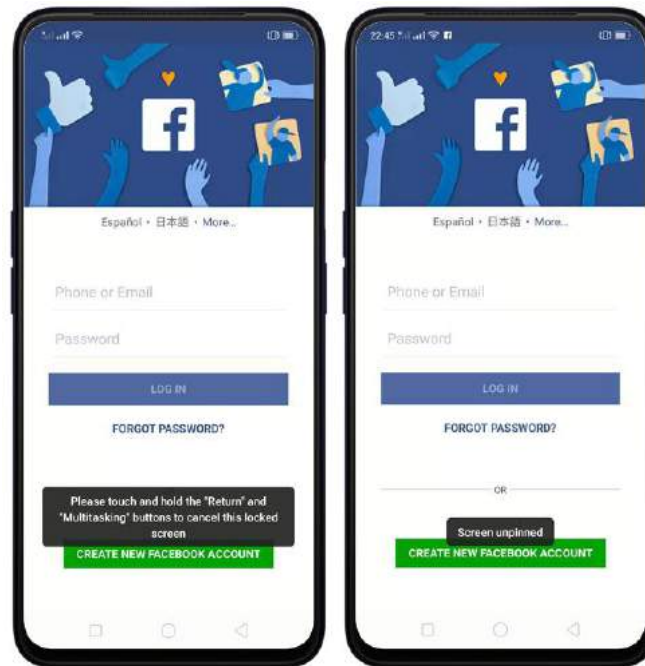 Español • 日本語 • More...
Phone or Email
Password
LOG IN
FORGOT PASSWORD?
Please touch and hold the "Return" and
"Multitasking" buttons to cancel this locked
screen
CREATE NEW FACEBOOK ACCOUNT
22:45
Español • 日本語 • More...
Phone or Email
Password
LOG IN
FORGOT PASSWORD?
OR
Screen unpinned
CREATE NEW FACEBOOK ACCOUNT